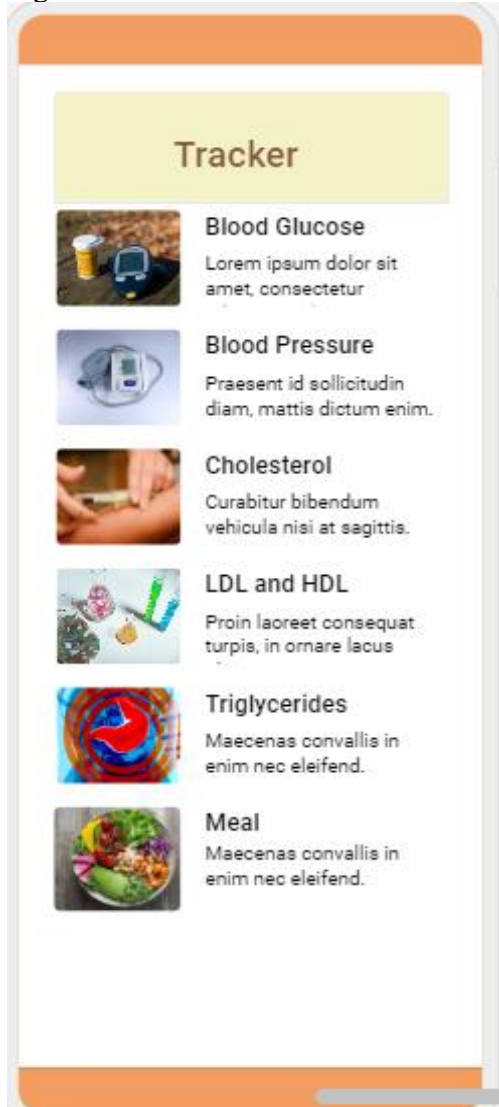 Tracker
Blood Glucose
Lorem ipsum dolor sit
amet, consectetur
Blood Pressure
Praesent id sollicitudin
diam, mattis dictum enim.
Cholesterol
Curabitur bibendum
vehicula nisi at sagittis.
LDL and HDL
Proin laoreet consequat
turpis, in ornare lacus
Triglycerides
Maecenas convallis in
enim nec eleifend.
Meal
Maecenas convallis in
enim nec eleifend.